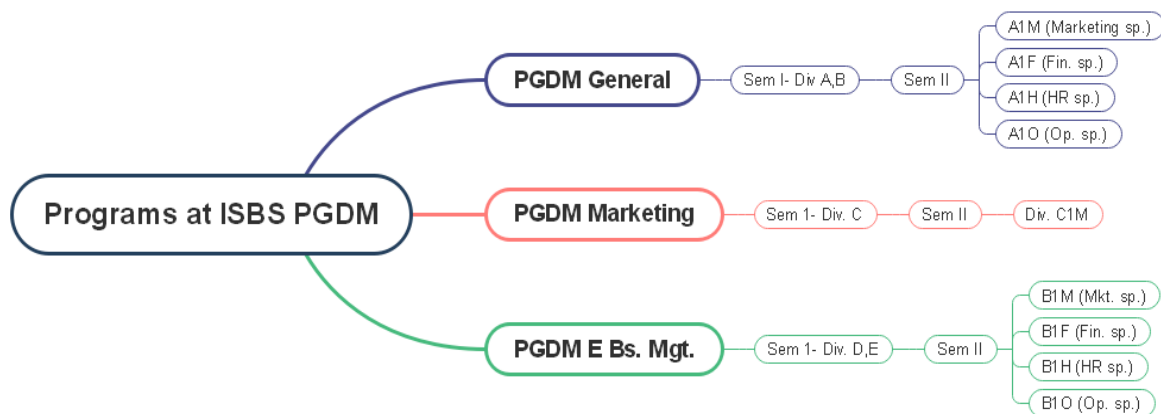 Programs at ISBS PGDM
PGDM General
Sem I- Div A,B
Sem II
A1M (Marketing sp.)
A1F (Fin. sp.)
A1H (HR sp.)
A1O (Op. sp.)
PGDM Marketing
Sem 1- Div. C
Sem II
Div. C1M
PGDM E Bs. Mgt.
Sem 1- Div. D,E
Sem II
B1M (Mkt. sp.)
B1F (Fin. sp.)
B1H (HR sp.)
B1O (Op. sp.)